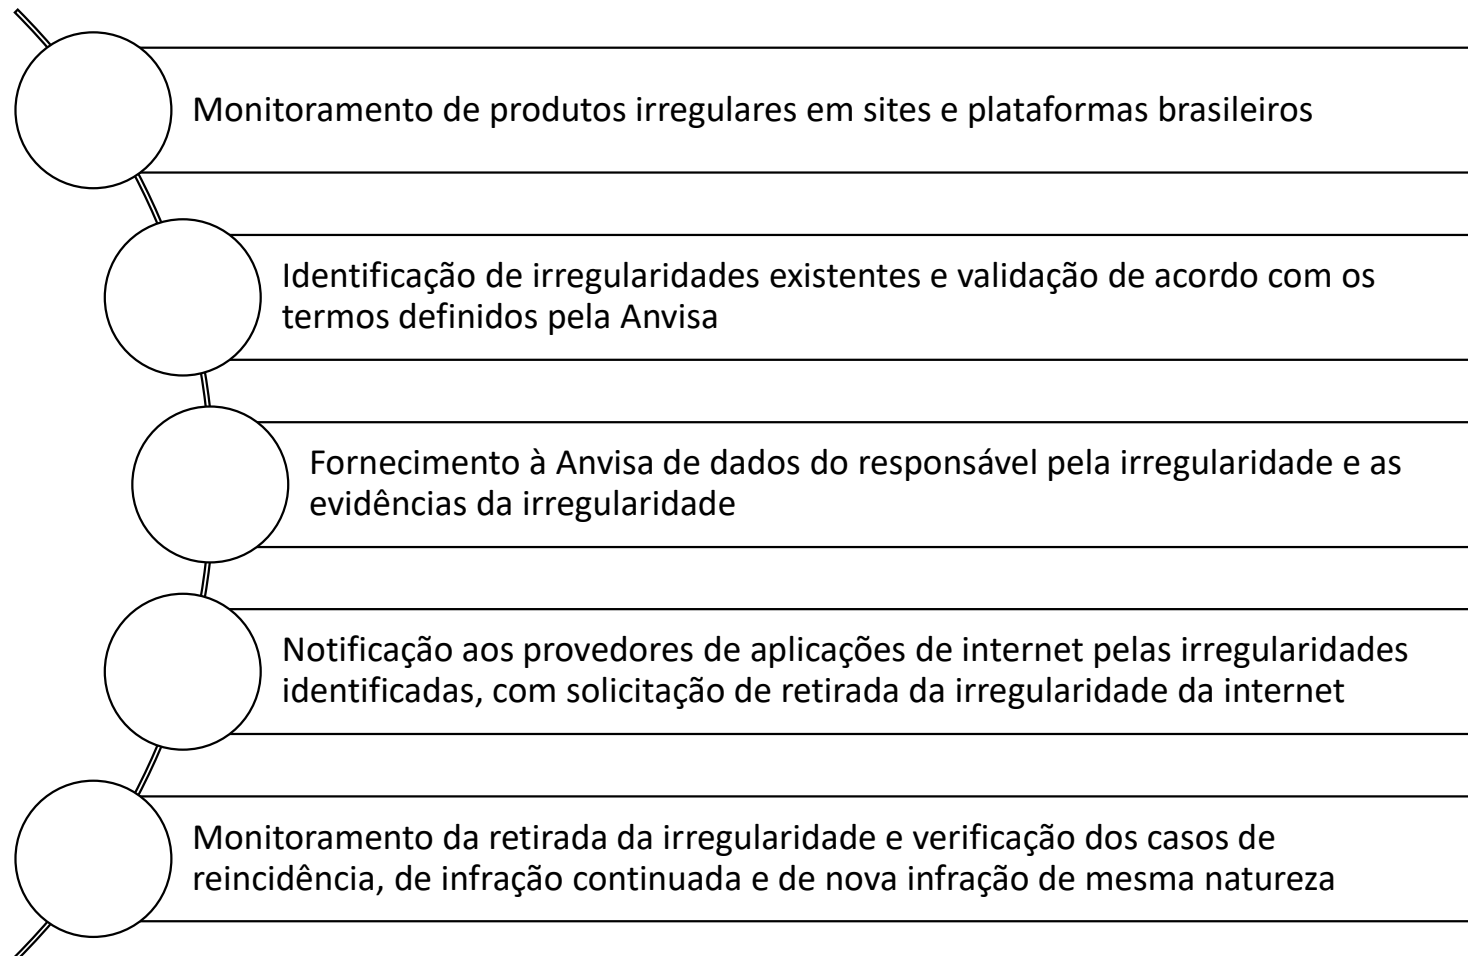 Monitoramento de produtos irregulares em sites e plataformas brasileiros
Identificação de irregularidades existentes e validação de acordo com os
termos definidos pela Anvisa
Fornecimento à Anvisa de dados do responsável pela irregularidade e as
evidências da irregularidade
Notificação aos provedores de aplicações de internet pelas irregularidades
identificadas, com solicitação de retirada da irregularidade da internet
Monitoramento da retirada da irregularidade e verificação dos casos de
reincidência, de infração continuada e de nova infração de mesma natureza